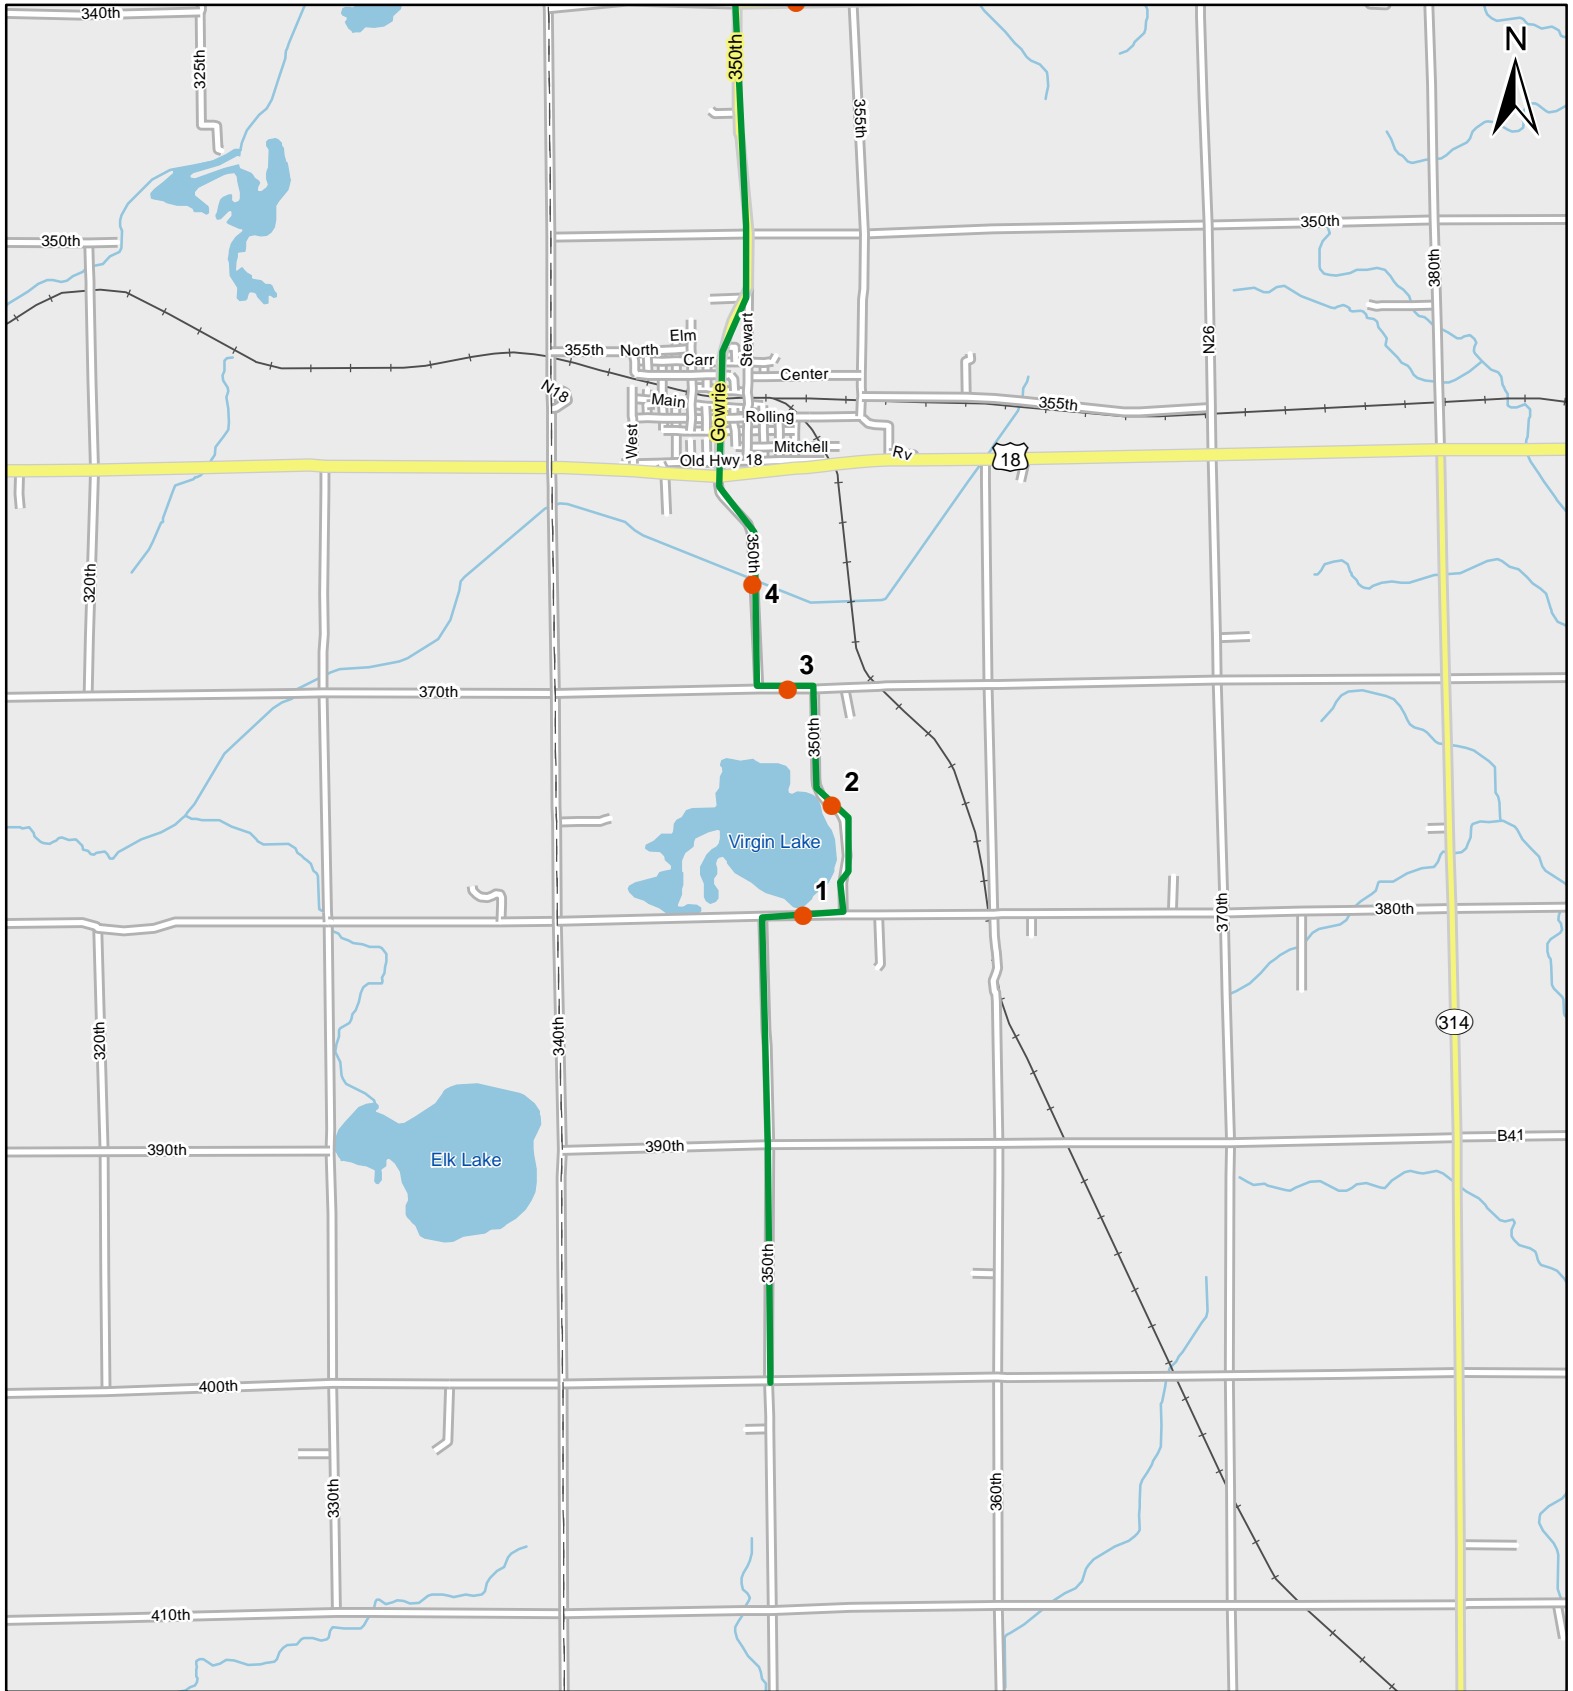 340th
325th
350th
355th
N
350th
350th
380th
N26
Stewart
Elm
355th
North
Carr
Center
N18
Main
Gowrie
355th
Rolling
West
Mitchell
Rv
Old Hwy 18
18
350th
320th
4
3
370th
350th
2
Virgin Lake
1
380th
370th
314
320th
340th
B41
390th
390th
Elk Lake
350th
400th
330th
360th
410th